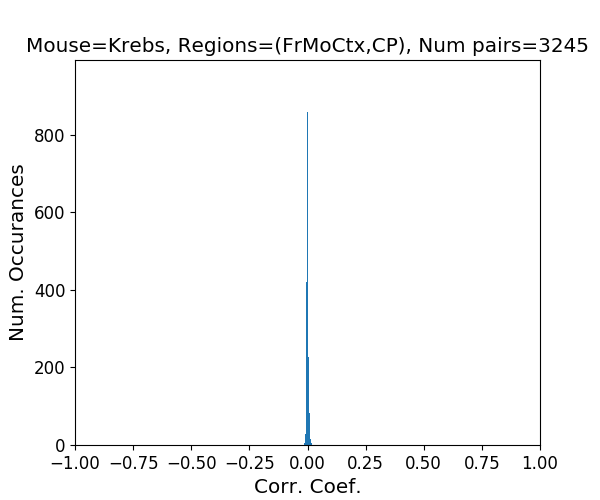 Mouse=Krebs, Regions=(FrMoCtx,CP), Num pairs=3245
800
600
400
200
0
Num. Occurances
−1.00 −0.75 −0.50 −0.25 0.00 0.25 0.50 0.75 1.00
Corr. Coef.